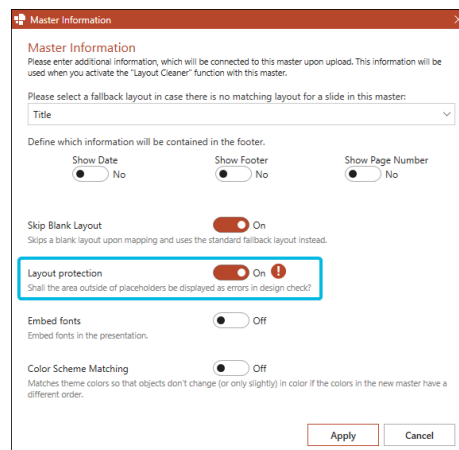 Master Information
Master Information
Please enter additional information, which will be connected to this master upon upload. This information will be
used when you activate the "Layout Cleaner" function with this master.
Please select a fallback layout in case there is no matching layout for a slide in this master:
Title
Define which information will be contained in the footer.
Show Date Show Footer Show Page Number
No No No
Skip Blank Layout On
Skips a blank layout upon mapping and uses the standard fallback layout instead.
Layout protection On
Shall the area outside of placeholders be displayed as errors in design check?
Embed fonts Off
Embed fonts in the presentation.
Color Scheme Matching Off
Matches theme colors so that objects don't change (or only slightly) in color if the colors in the new master have a
different order.
Apply Cancel